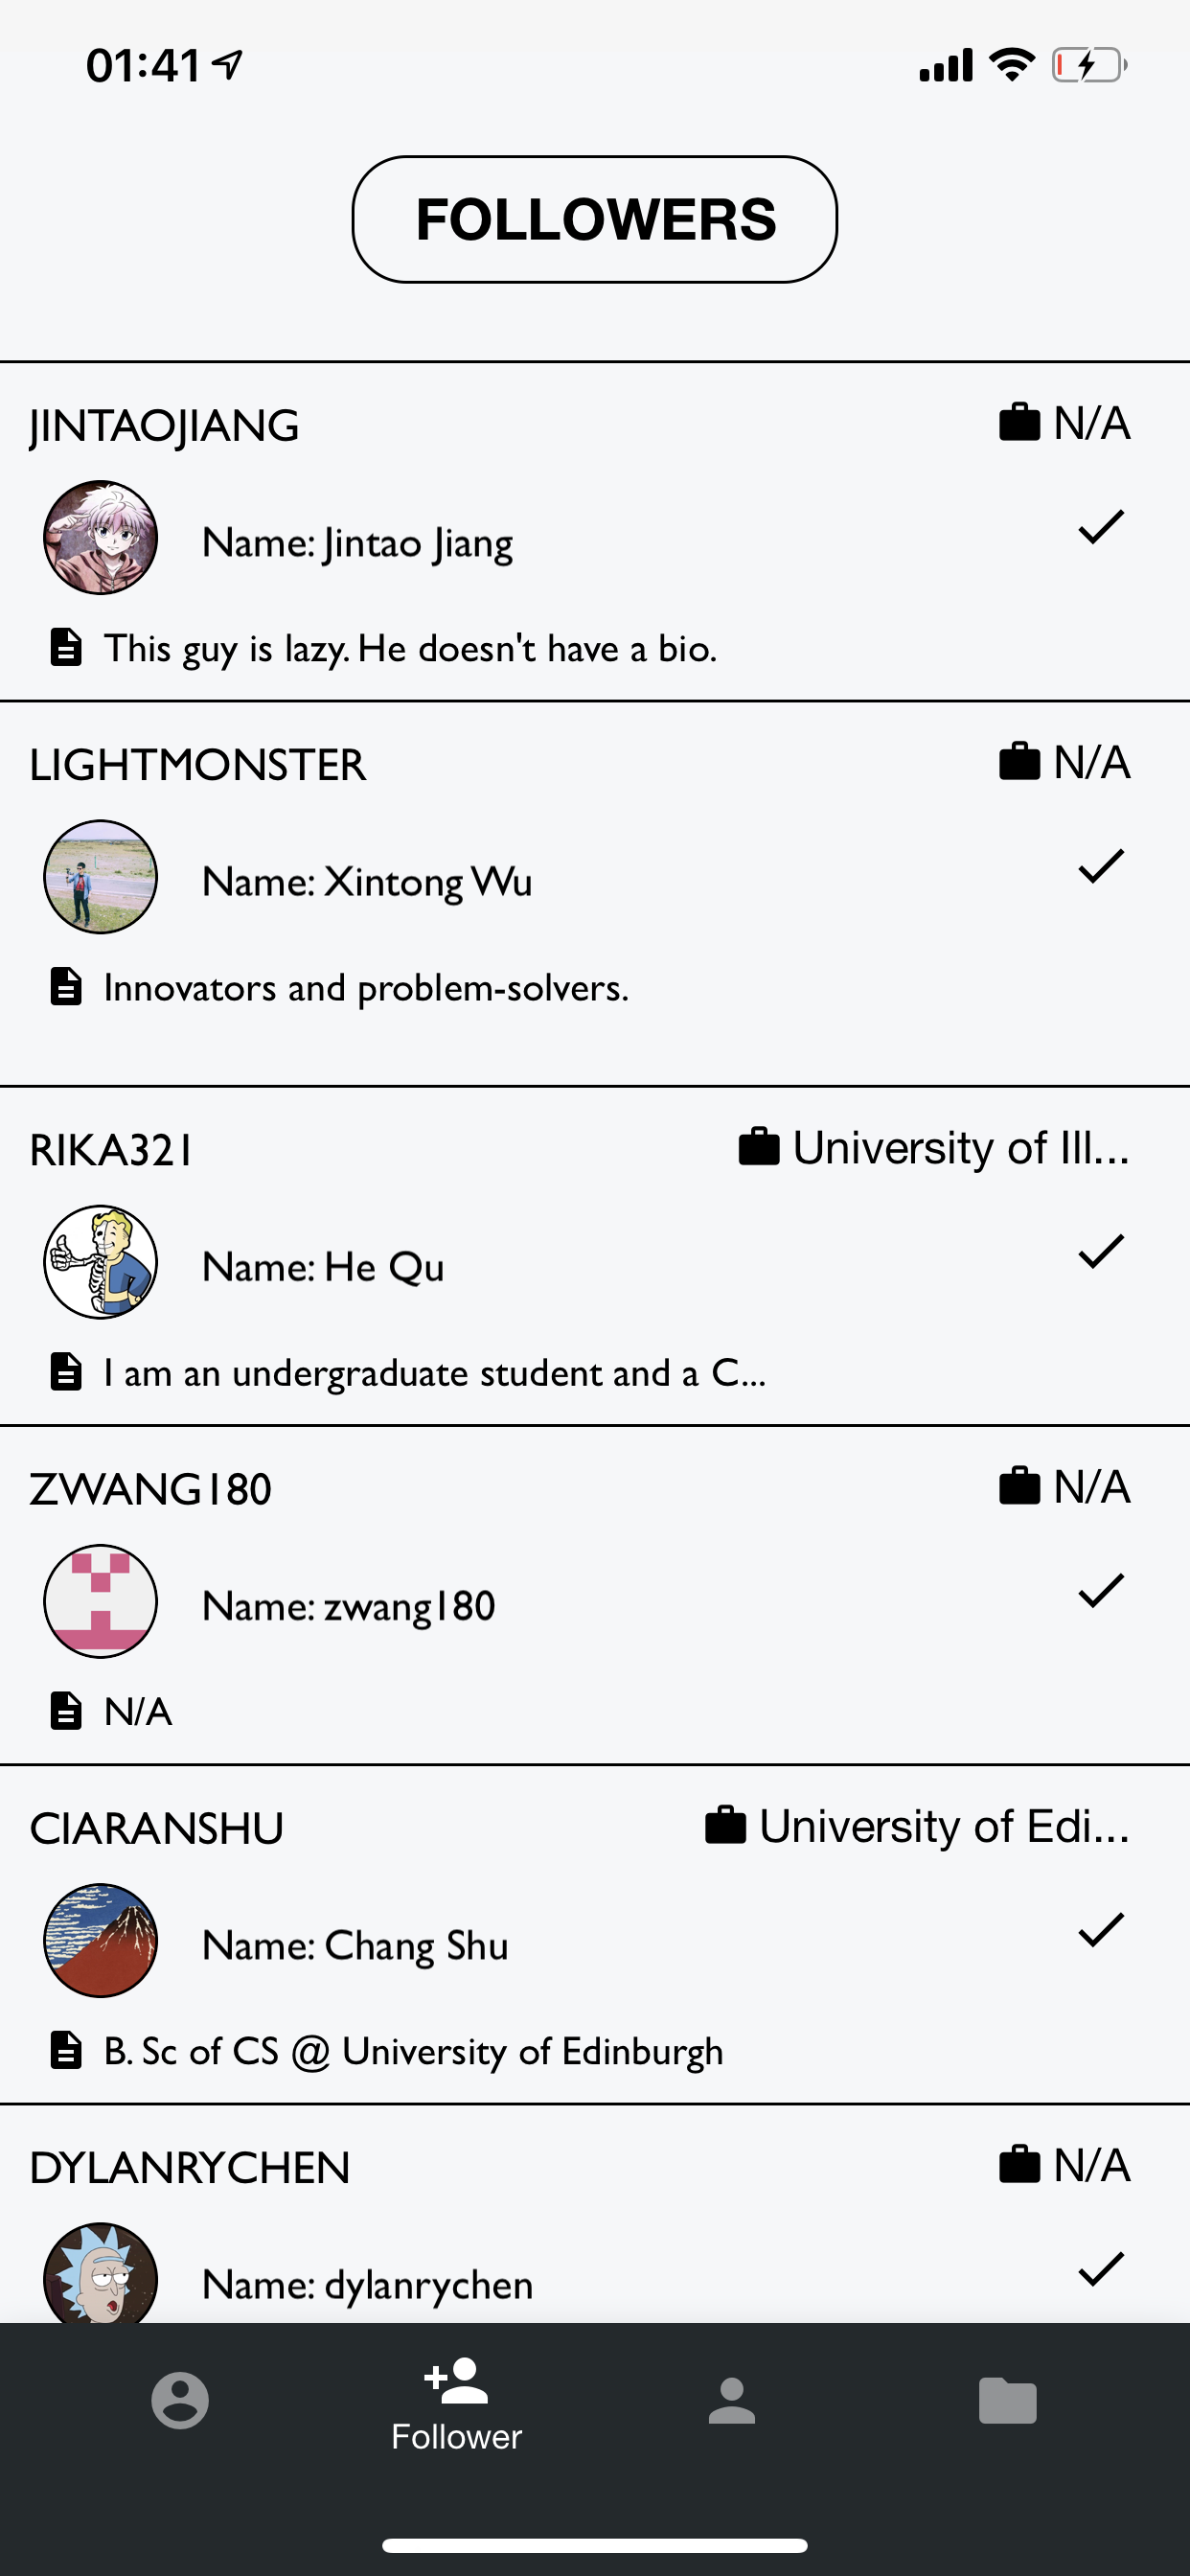 01:41
FOLLOWERS
JINTAOJIANG N/A
Name: Jintao Jiang
This guy is lazy. He doesn't have a bio.
LIGHTMONSTER N/A
Name: Xintong Wu
Innovators and problem-solvers.
RIKA321 University of Ill...
Name: He Qu
I am an undergraduate student and a C...
ZWANG180 N/A
Name: zwang180
N/A
CIARANSHU University of Edi...
Name: Chang Shu
B. Sc of CS @ University of Edinburgh
DYLANRYCHEN N/A
Name: dylanrychen
Follower